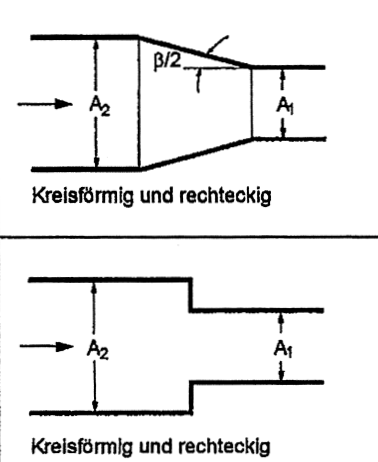 β/2
A₂
A₁
Kreisförmig und rechteckig
A₂
A₁
Kreisförmig und rechteckig